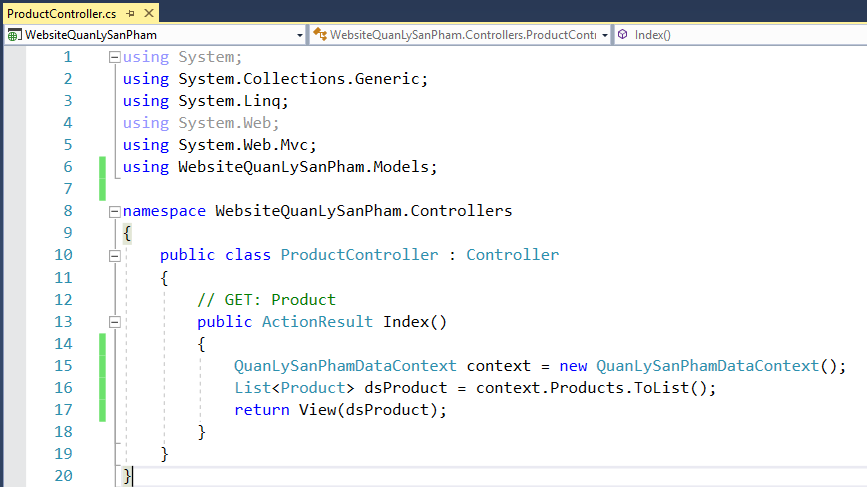 ProductController.cs
WebsiteQuanLySanPham WebsiteQuanLySanPham.Controllers.ProductContr Index()
1 using System;
2 using System.Collections.Generic;
3 using System.Linq;
4 using System.Web;
5 using System.Web.Mvc;
6 using WebsiteQuanLySanPham.Models;
7
8 namespace WebsiteQuanLySanPham.Controllers
9 {
10 public class ProductController : Controller
11 {
12 // GET: Product
13 public ActionResult Index()
14 {
15 QuanLySanPhamDataContext context = new QuanLySanPhamDataContext();
16 List<Product> dsProduct = context.Products.ToList();
17 return View(dsProduct);
18 }
19 }
20 }